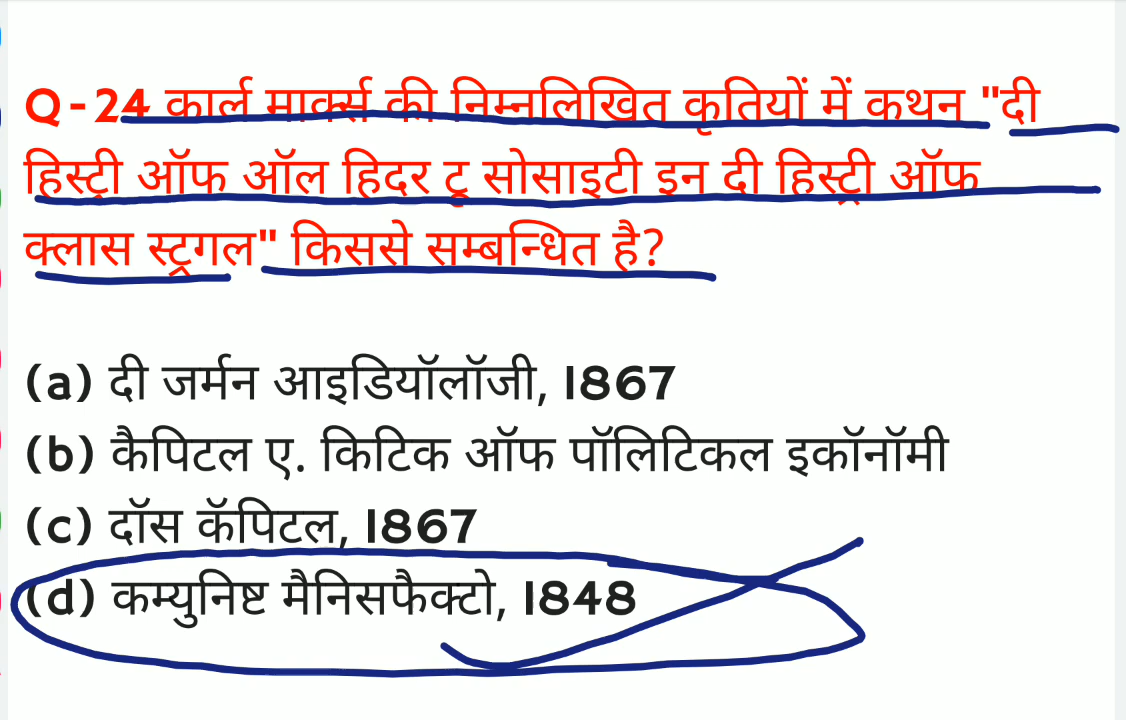 Q-24 कार्ल मार्क्स की निम्नलिखित कृतियों में कथन "दी
हिस्ट्री ऑफ ऑल हिदर टू सोसाइटी इन दी हिस्ट्री ऑफ
क्लास स्ट्रगल" किससे सम्बन्धित है?
(a) दी जर्मन आइडियॉलॉजी, 1867
(b) कैपिटल ए. किटिक ऑफ पॉलिटिकल इकॉनॉमी
(c) दॉस कॅपिटल, 1867
(d) कम्युनिष्ट मैनिसफैक्टो, 1848